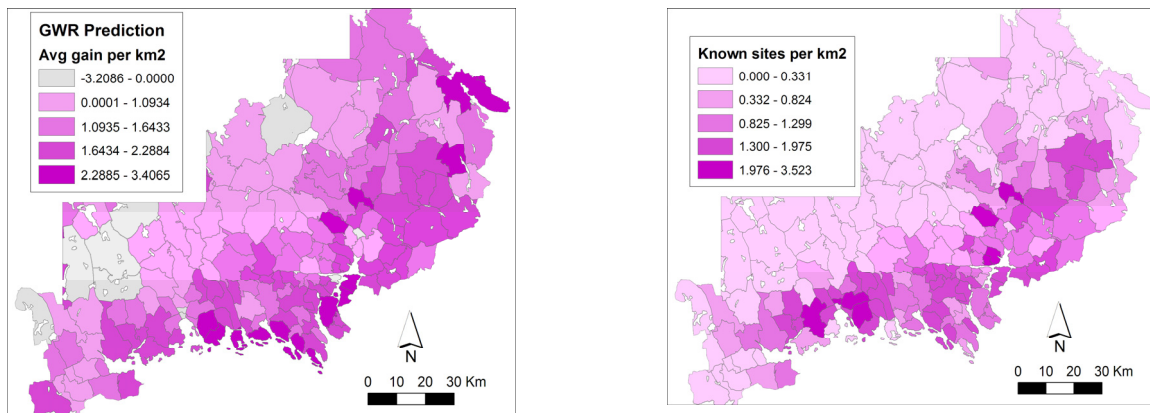 GWR Prediction
Avg gain per km2
-3.2086 - 0.0000
0.0001 - 1.0934
1.0935 - 1.6433
1.6434 - 2.2884
2.2885 - 3.4065
N
0 10 20 30 Km
Known sites per km2
0.000 - 0.331
0.332 - 0.824
0.825 - 1.299
1.300 - 1.975
1.976 - 3.523
N
0 10 20 30 Km